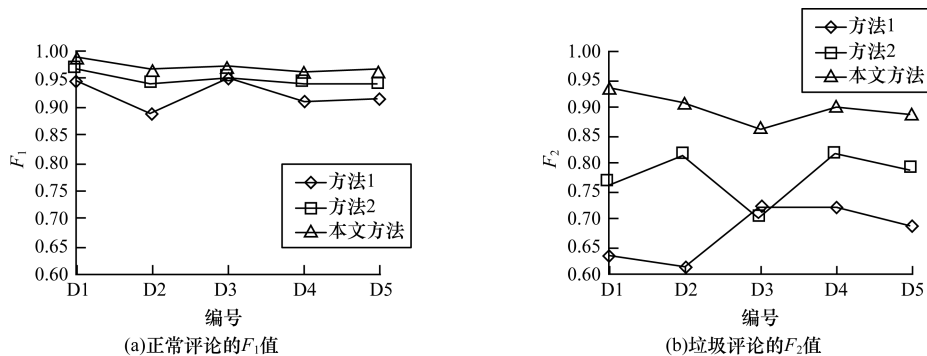 1.00
0.95
0.90
0.85
0.80
0.75
0.70
0.65
0.60
F1
方法1
方法2
本文方法
D1 D2 D3 D4 D5
编号
(a)正常评论的F1值
方法1
方法2
本文方法
1.00
0.95
0.90
0.85
0.80
0.75
0.70
0.65
0.60
F2
D1 D2 D3 D4 D5
编号
(b)垃圾评论的F2值